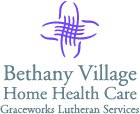 Bethany Village
Home Health Care
Graceworks Lutheran Services